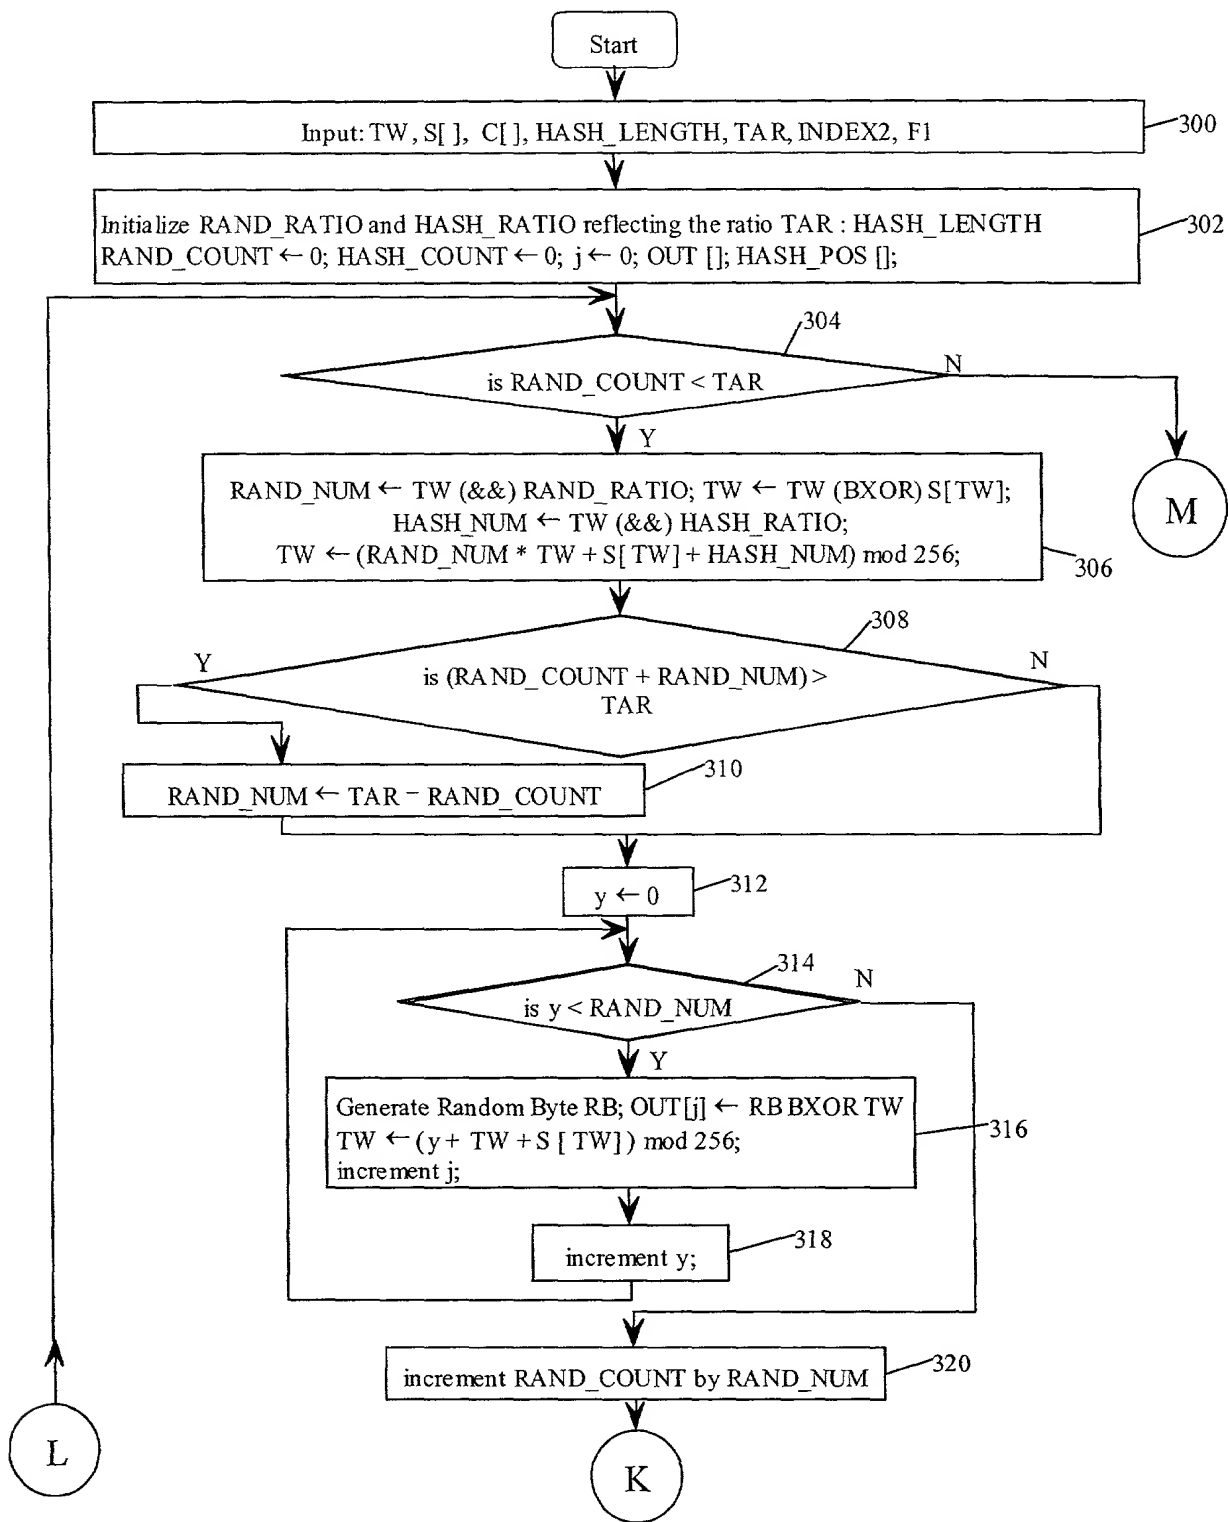 Start
Input: TW, S[ ], C[ ], HASH_LENGTH, TAR, INDEX2, F1
300
Initialize RAND_RATIO and HASH_RATIO reflecting the ratio TAR : HASH_LENGTH
RAND_COUNT ← 0; HASH_COUNT ← 0; j ← 0; OUT []; HASH_POS [];
302
304
is RAND_COUNT < TAR
N
Y
M
RAND_NUM ← TW (&&) RAND_RATIO; TW ← TW (BXOR) S[TW];
HASH_NUM ← TW (&&) HASH_RATIO;
TW ← (RAND_NUM * TW + S[TW] + HASH_NUM) mod 256;
306
308
Y
N
is (RAND_COUNT + RAND_NUM) >
TAR
310
RAND_NUM ← TAR − RAND_COUNT
y ← 0
312
314
N
is y < RAND_NUM
Y
Generate Random Byte RB; OUT[j] ← RB BXOR TW
TW ← (y + TW + S [ TW] ) mod 256;
increment j;
316
increment y;
318
increment RAND_COUNT by RAND_NUM
320
L
K